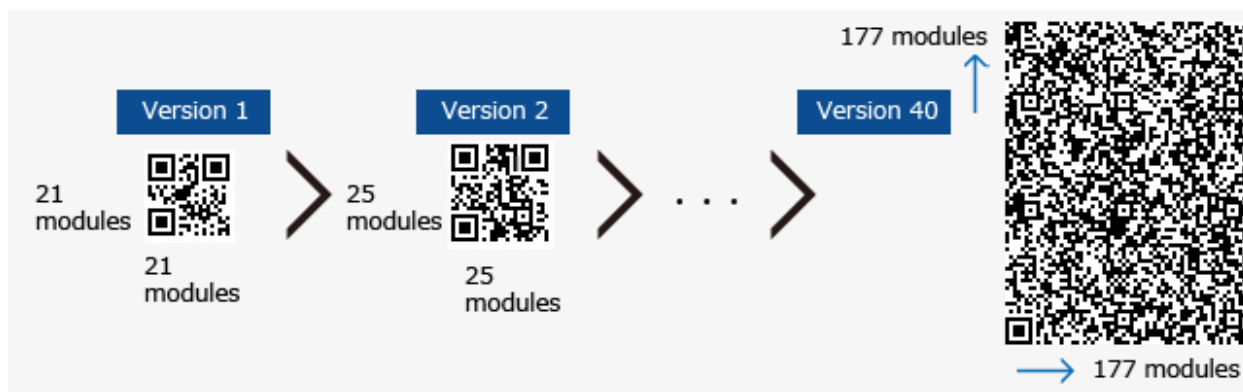 177 modules
Version 1
Version 2
Version 40
21
modules
25
modules
. . .
21
modules
25
modules
177 modules